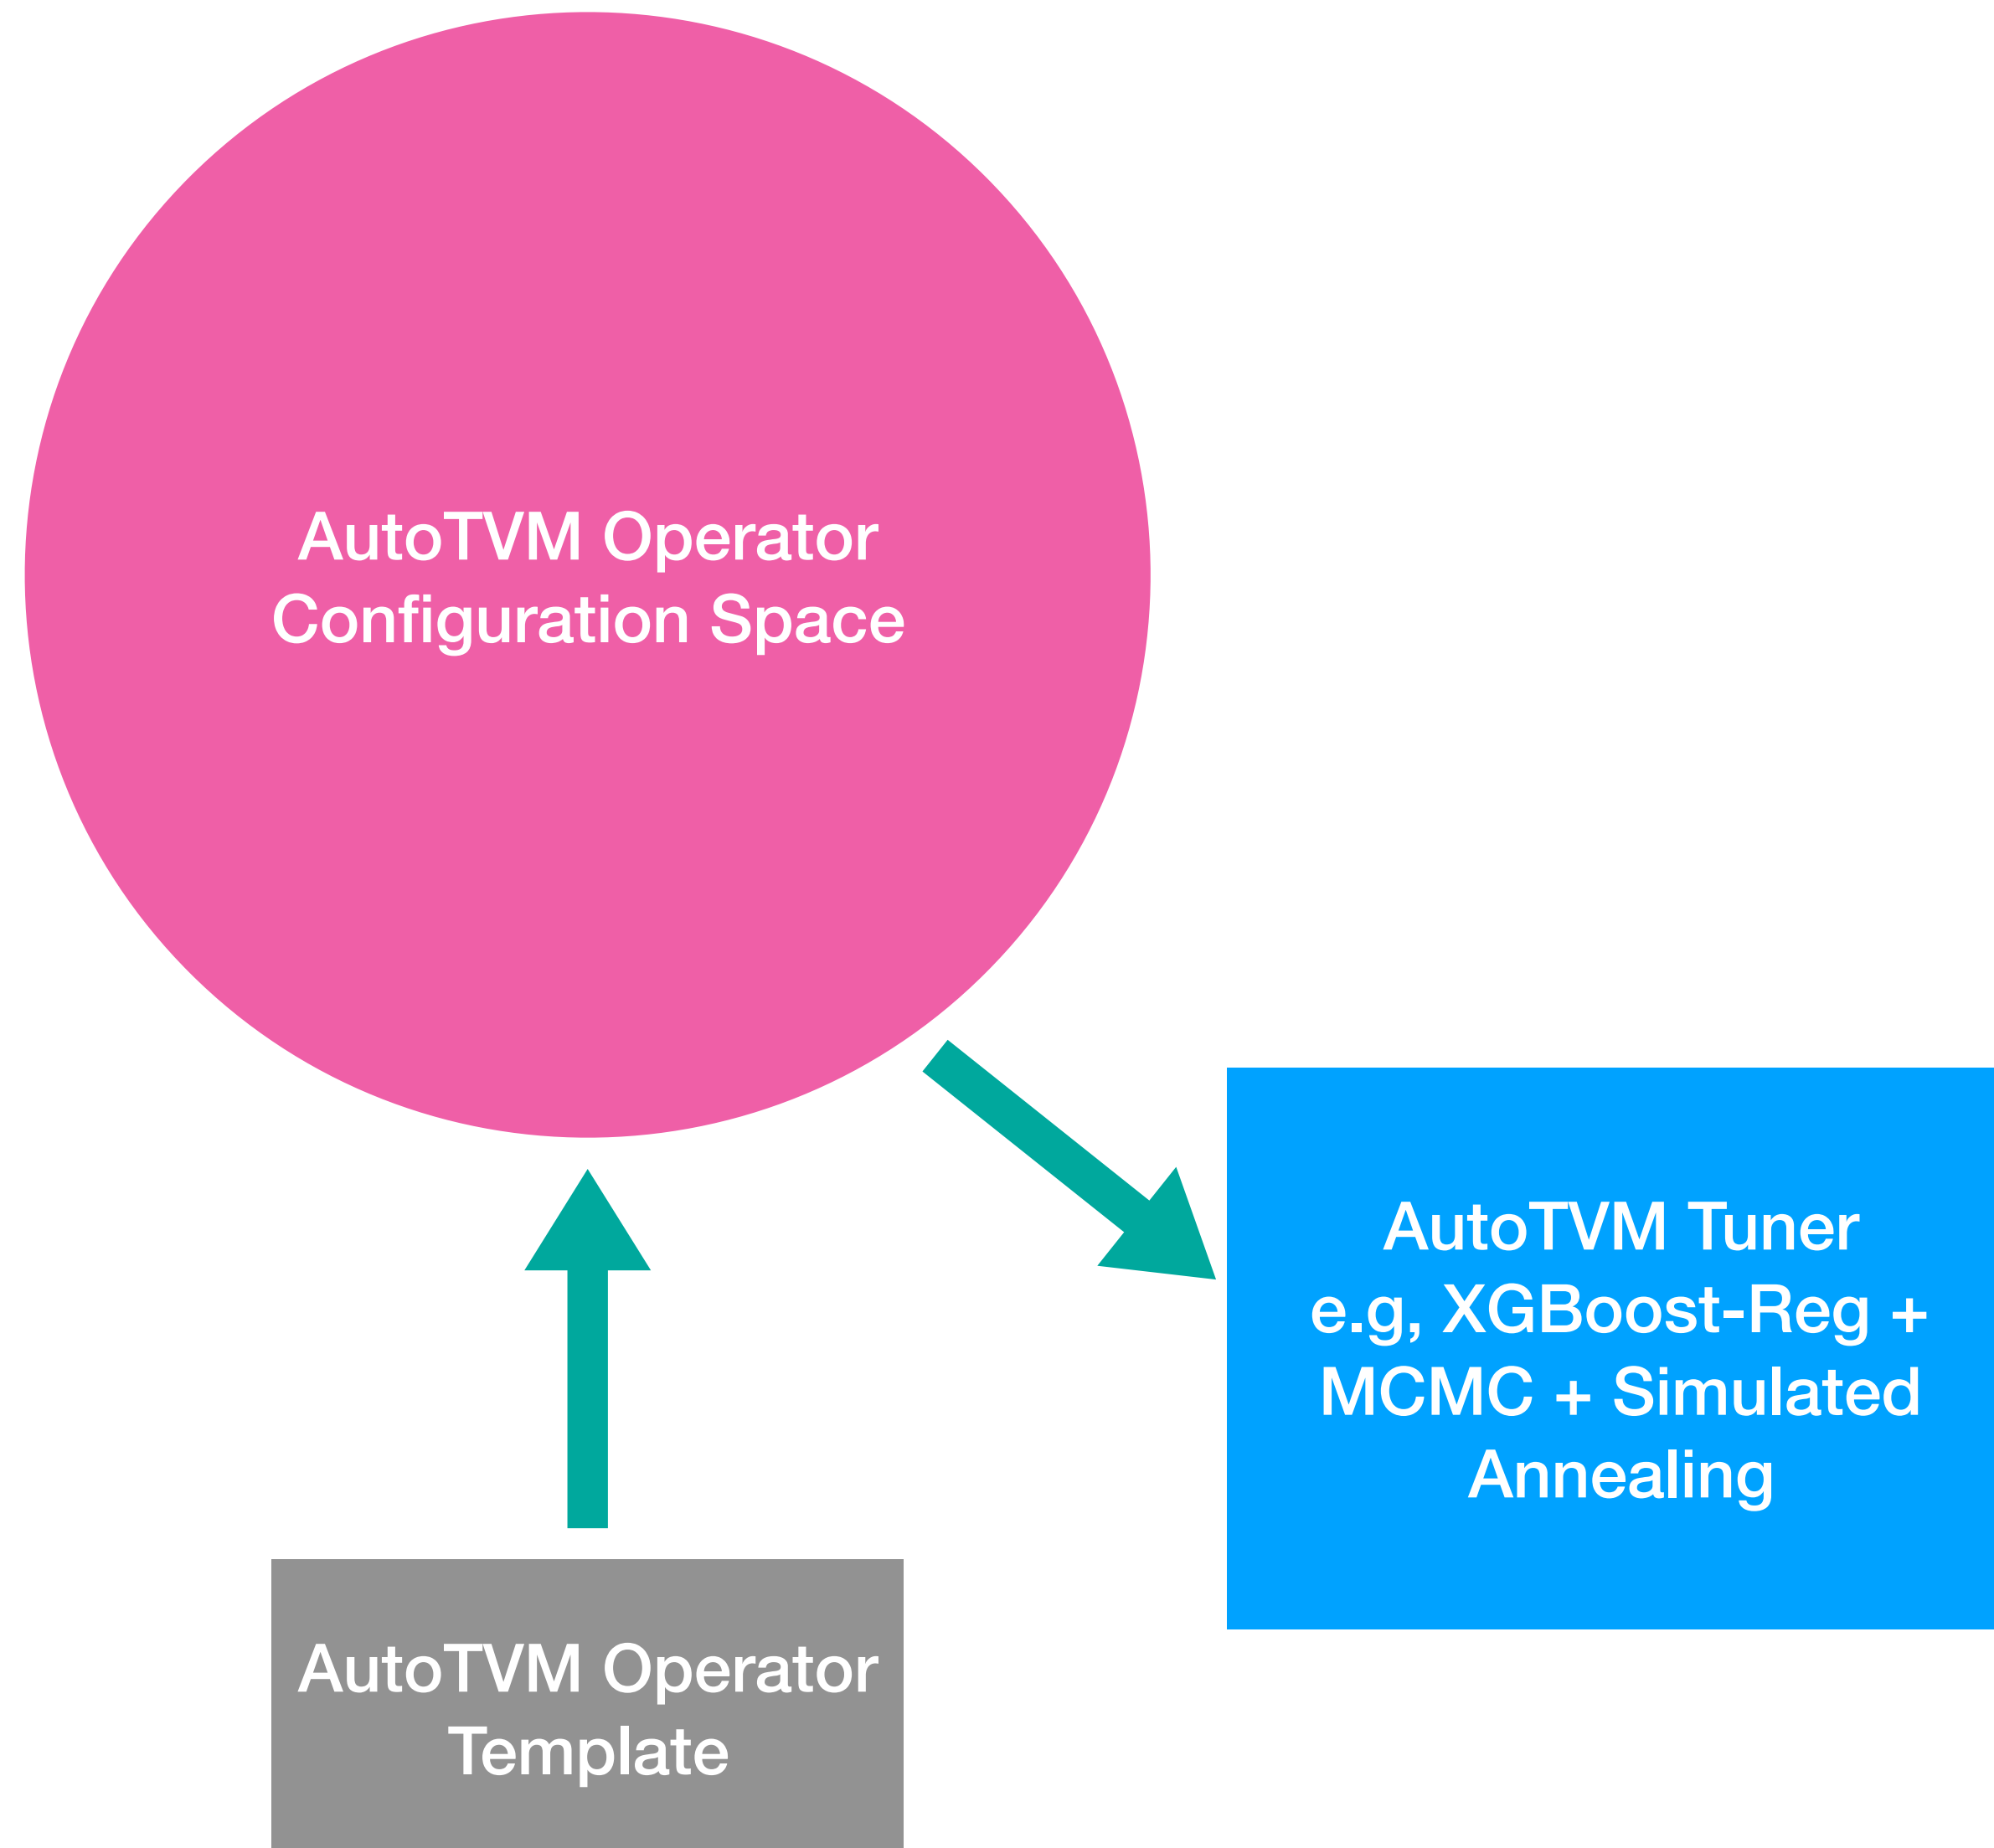 AutoTVM Operator
Configuration Space
AutoTVM Tuner
e.g, XGBoost-Reg +
MCMC + Simulated
Annealing
AutoTVM Operator
Template